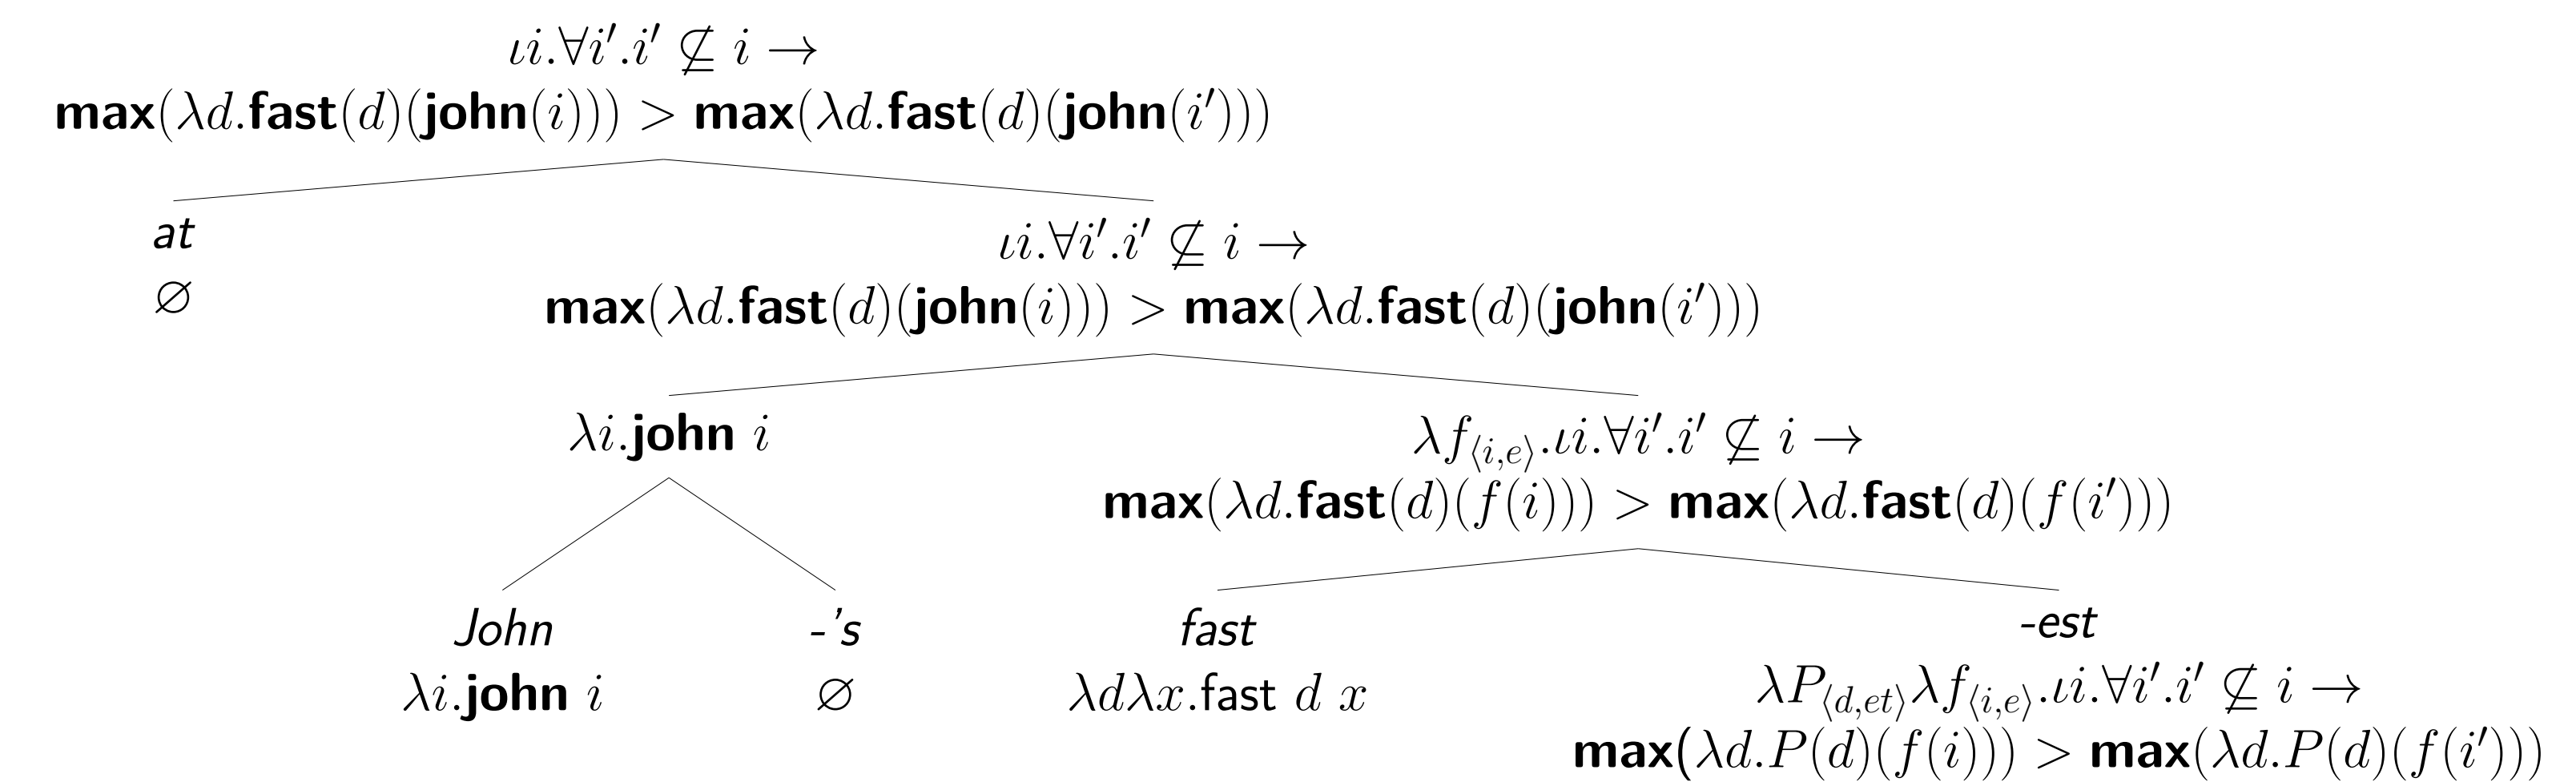 ιi.∀i′.i′ ⊈ i →
max(λd.fast(d)(john(i))) > max(λd.fast(d)(john(i′)))
at
∅
ιi.∀i′.i′ ⊈ i →
max(λd.fast(d)(john(i))) > max(λd.fast(d)(john(i′)))
λi.john i
λf⟨i,e⟩.ιi.∀i′.i′ ⊈ i →
max(λd.fast(d)(f(i))) > max(λd.fast(d)(f(i′)))
John
λi.john i
-’s
∅
fast
λdλx.fast d x
-est
λP⟨d,et⟩λf⟨i,e⟩.ιi.∀i′.i′ ⊈ i →
max(λd.P(d)(f(i))) > max(λd.P(d)(f(i′)))